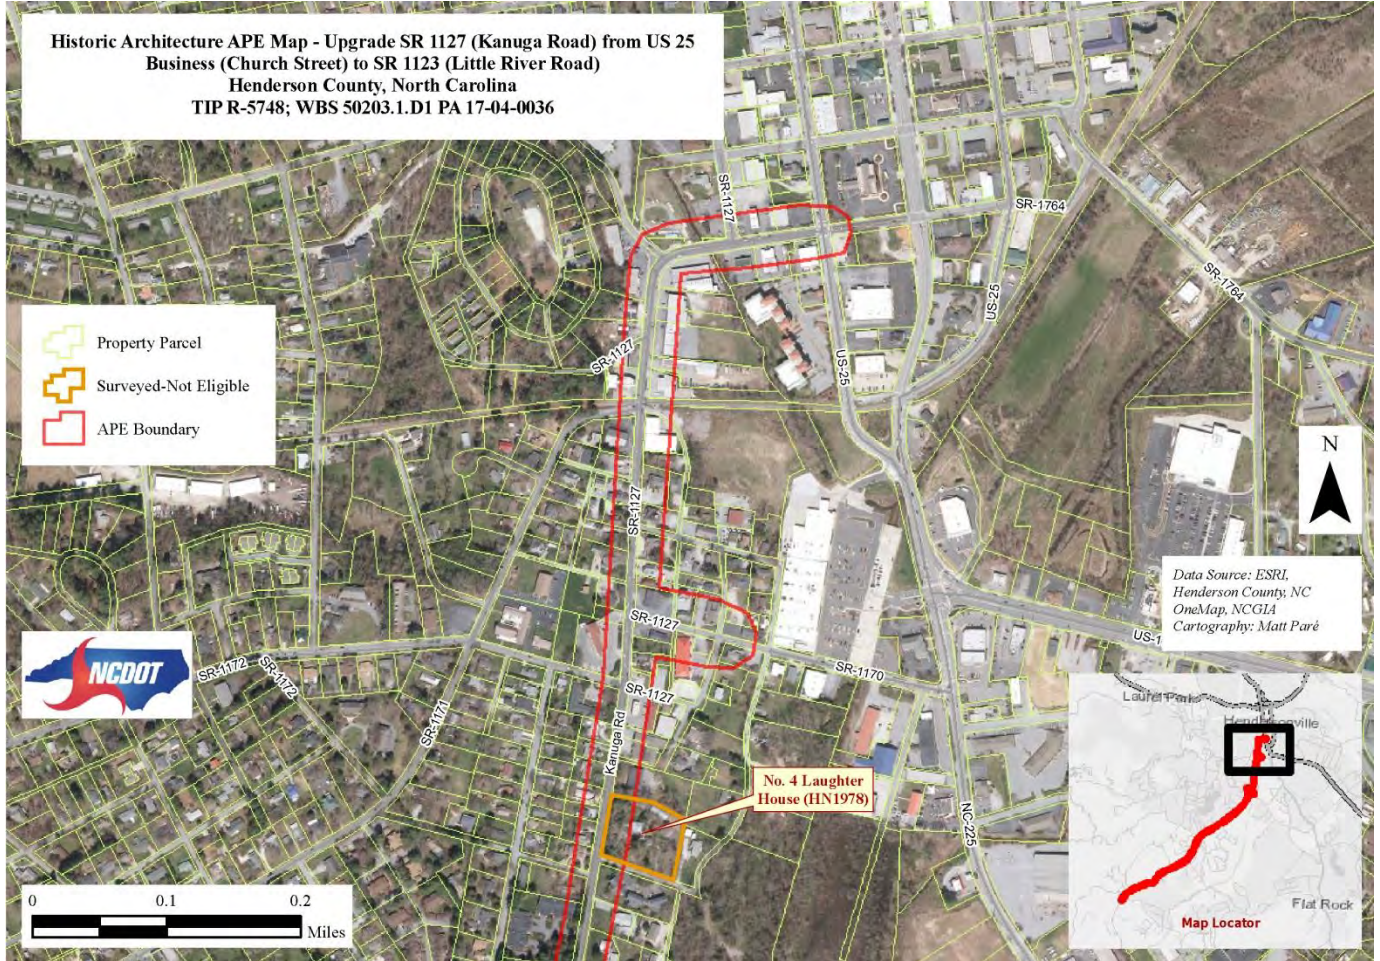 Historic Architecture APE Map - Upgrade SR 1127 (Kanuga Road) from US 25
Business (Church Street) to SR 1123 (Little River Road)
Henderson County, North Carolina
TIP R-5748; WBS 50203.1.D1 PA 17-04-0036
SR-1127
SR-1764
SR-1764
US-25
SR-1127
US-25
Property Parcel
Surveyed-Not Eligible
APE Boundary
N
SR-1127
Data Source: ESRI,
Henderson County, NC
OneMap, NCGIA
Cartography: Matt Paré
SR-1127
US-1
SR-1170
NCDOT
SR-1172
SR-1172
SR-1127
SR-1171
Kanuga Rd
No. 4 Laughter
House (HN1978)
NC-225
Laurel Park
Hendersonville
Flat Rock
Map Locator
0 0.1 0.2
Miles